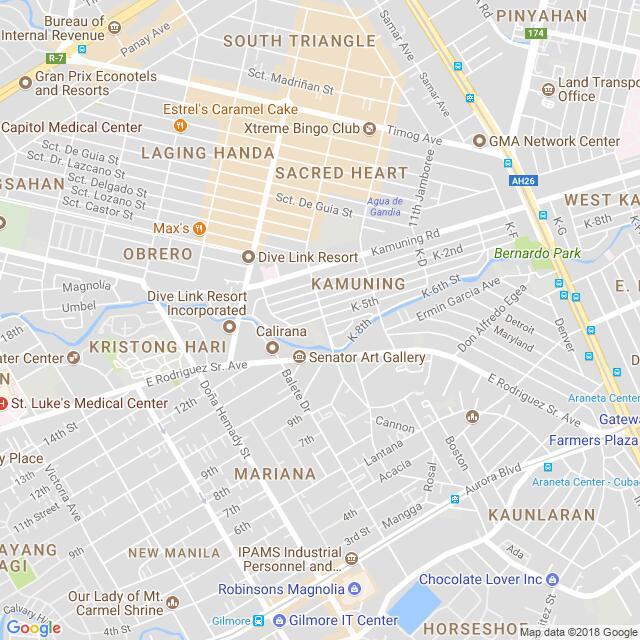 PINYAHAN
Rd
174
Bureau of
Internal Revenue
Panay Ave
SOUTH TRIANGLE
Samar Ave
Samar Ave
R-7
Gran Prix Econotels
and Resorts
Sct. Madriñan St
Land Transpo
Office
Estrel's Caramel Cake
Capitol Medical Center
Xtreme Bingo Club
Timog Ave
GMA Network Center
LAGING HANDA
Sct. De Guia St
Sct. Dr. Lazcano St
Sct. Delgado St
Sct. Lozano St
Sct. Castor St
SACRED HEART
11th Jamboree
AH26
GSAHAN
Sct. De Guia St
Agua de
Gandia
WEST KA
K-8th
K-G
K-F
Max's
Kamuning Rd
K-2nd
K-D
OBRERO
Dive Link Resort
Bernardo Park
Magnolia
Umbel
KAMUNING
K-6th St
K-5th
E.
Dive Link Resort
Incorporated
Ermin Garcia Ave
Don Alfredo Egea
Detroit
Maryland
Denver
18th
Calirana
K-8th
KRISTONG HARI
ater Center
Senator Art Gallery
E Rodriguez Sr. Ave
E Rodriguez Sr. Ave
N
St. Luke's Medical Center
12th
Doña Hemady St
Balete Dr
Araneta Center
Gatew
Farmers Plaza
14th St
9th
7th
Cannon
Boston
y Place
13th
12th
11th Street
Victoria Ave
Lantana
Acacia
Rosal
Aurora Blvd
Araneta Center - Cuba
MARIANA
9th
8th
7th
6th
4th
3rd St
Mangga
KAUNLARAN
AYANG
AGI
9th
NEW MANILA
IPAMS Industrial
Personnel and...
Ada
Our Lady of Mt.
Carmel Shrine
Robinsons Magnolia
Chocolate Lover Inc
Calvary Hi
4th St
Gilmore
Gilmore IT Center
HORSESHOE
Google
Map data ©2018 Google